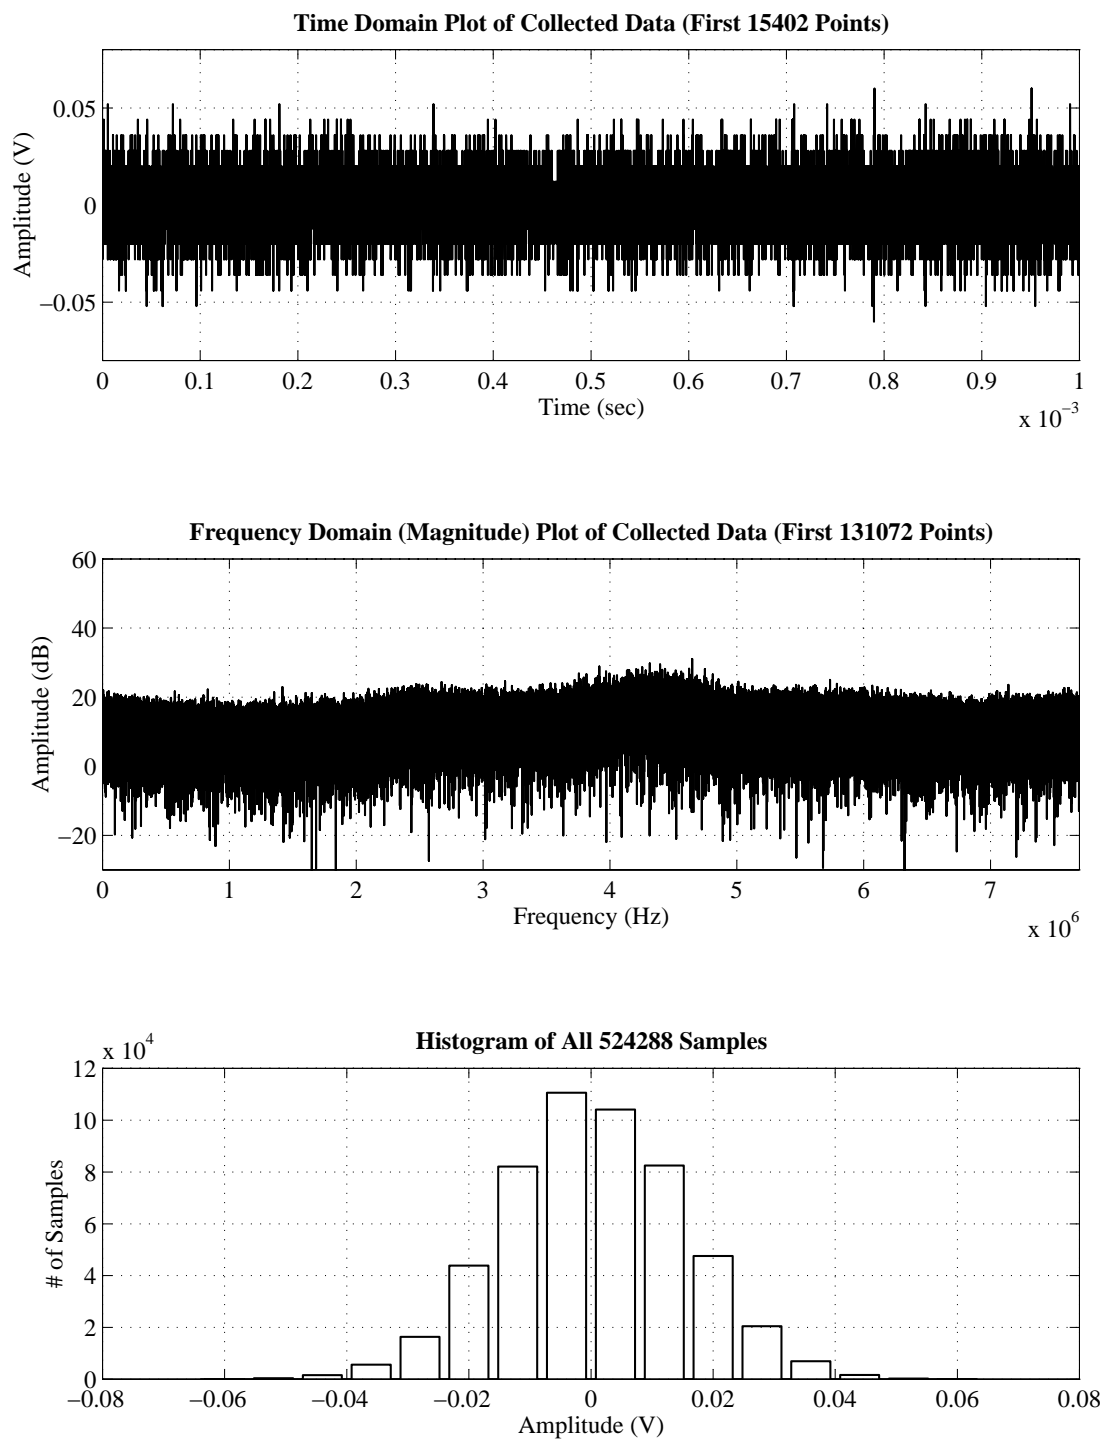 Time Domain Plot of Collected Data (First 15402 Points)
0.05
0
−0.05
Amplitude (V)
0 0.1 0.2 0.3 0.4 0.5 0.6 0.7 0.8 0.9 1
Time (sec)
x 10−3
Frequency Domain (Magnitude) Plot of Collected Data (First 131072 Points)
60
40
20
0
−20
Amplitude (dB)
0 1 2 3 4 5 6 7
Frequency (Hz)
x 106
Histogram of All 524288 Samples
x 104
12
10
8
6
4
2
0
# of Samples
−0.08 −0.06 −0.04 −0.02 0 0.02 0.04 0.06 0.08
Amplitude (V)